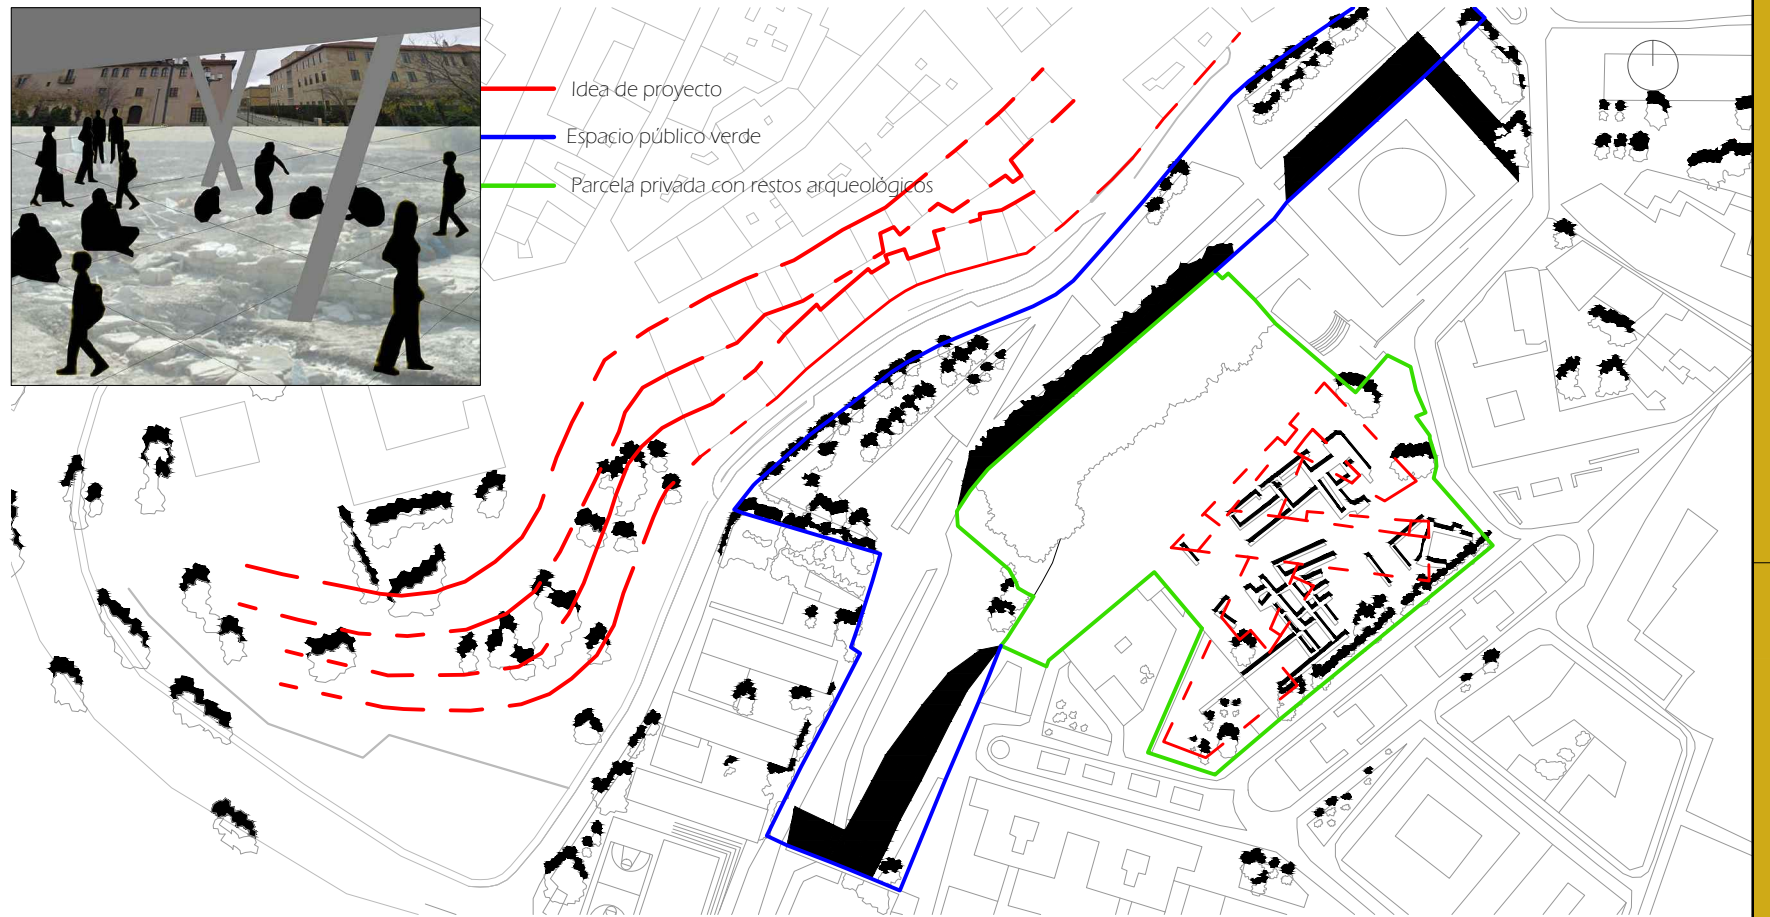 Idea de proyecto
Espacio público verde
Parcela privada con restos arqueológicos